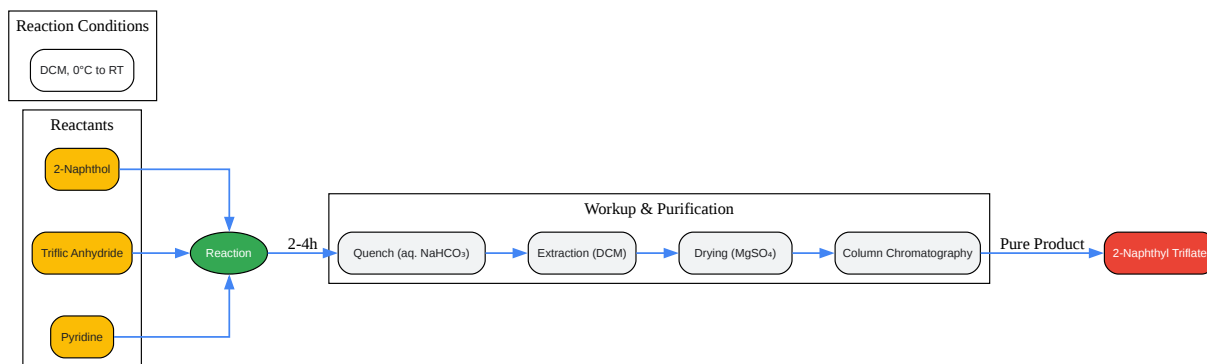 Reaction Conditions
DCM, 0°C to RT
Reactants
2-Naphthol
Triflic Anhydride
Pyridine
Reaction
2-4h
Workup & Purification
Quench (aq. NaHCO₃)
Extraction (DCM)
Drying (MgSO₄)
Column Chromatography
Pure Product
2-Naphthyl Triflate